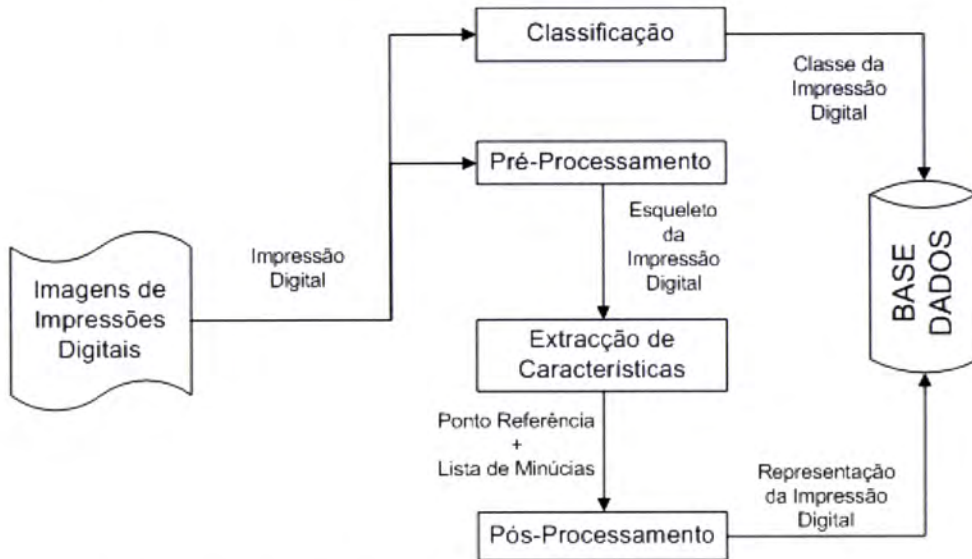 Classificação
Classe da
Impressão
Digital
Pré-Processamento
Esqueleto
da
Impressão
Digital
Impressão
Digital
Imagens de
Impressões
Digitais
BASE
DADOS
Extracção de
Características
Ponto Referência
+
Lista de Minúcias
Representação
da Impressão
Digital
Pós-Processamento